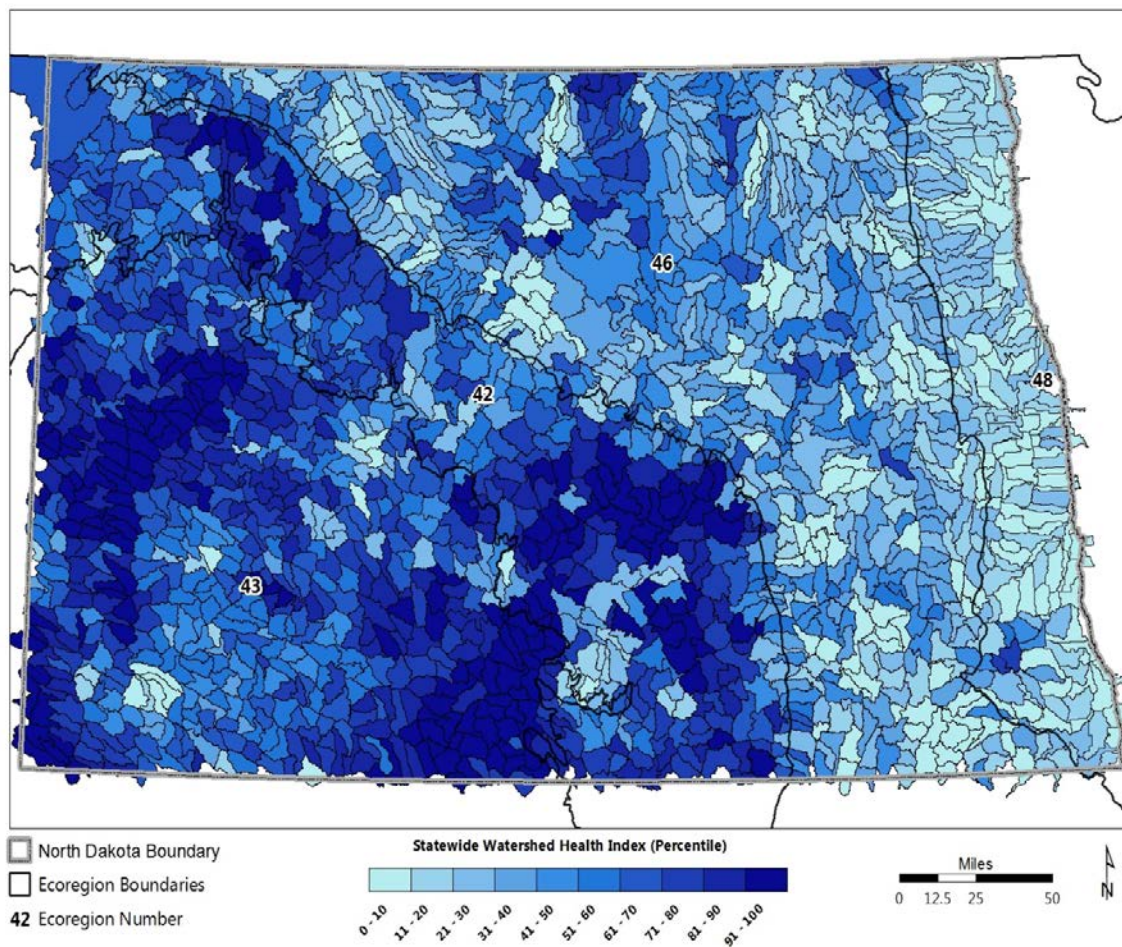 46
48
42
43
North Dakota Boundary
Ecoregion Boundaries
42 Ecoregion Number
Statewide Watershed Health Index (Percentile)
0 - 10
11 - 20
21 - 30
31 - 40
41 - 50
51 - 60
61 - 70
71 - 80
81 - 90
91 - 100
Miles
0 12.5 25 50
N